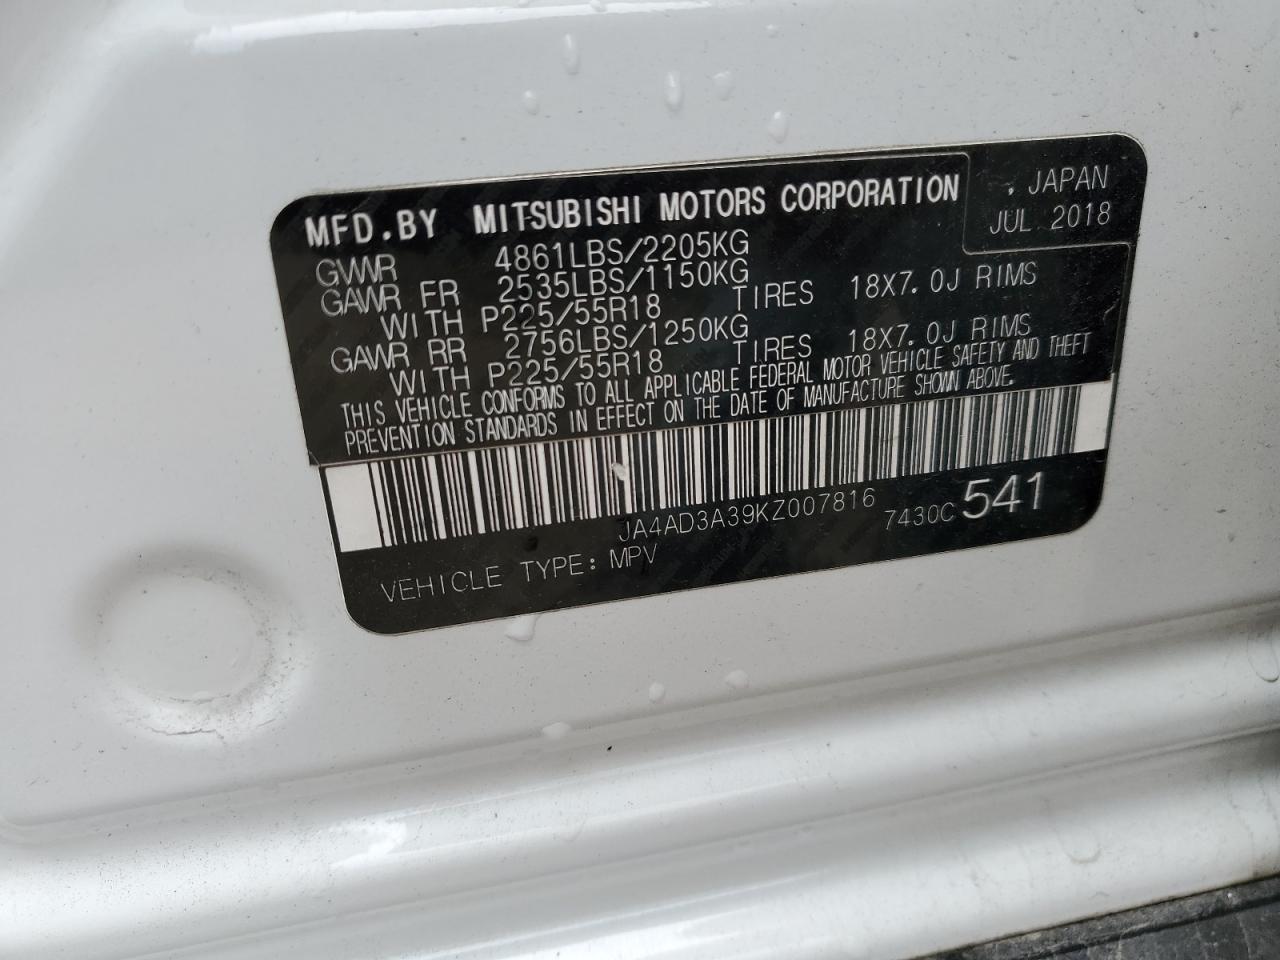 MFD.BY MITSUBISHI MOTORS CORPORATION
, JAPAN
JUL 2018
GVWR 4861LBS/2205KG
GAWR FR 2535LBS/1150KG
WITH P225/55R18 TIRES 18X7.0J RIMS
GAWR RR 2756LBS/1250KG
WITH P225/55R18 TIRES 18X7.0J RIMS
THIS VEHICLE CONFORMS TO ALL APPLICABLE FEDERAL MOTOR VEHICLE SAFETY AND THEFT
PREVENTION STANDARDS IN EFFECT ON THE DATE OF MANUFACTURE SHOWN ABOVE.
JA4AD3A39KZ007816 7430C 541
VEHICLE TYPE: MPV